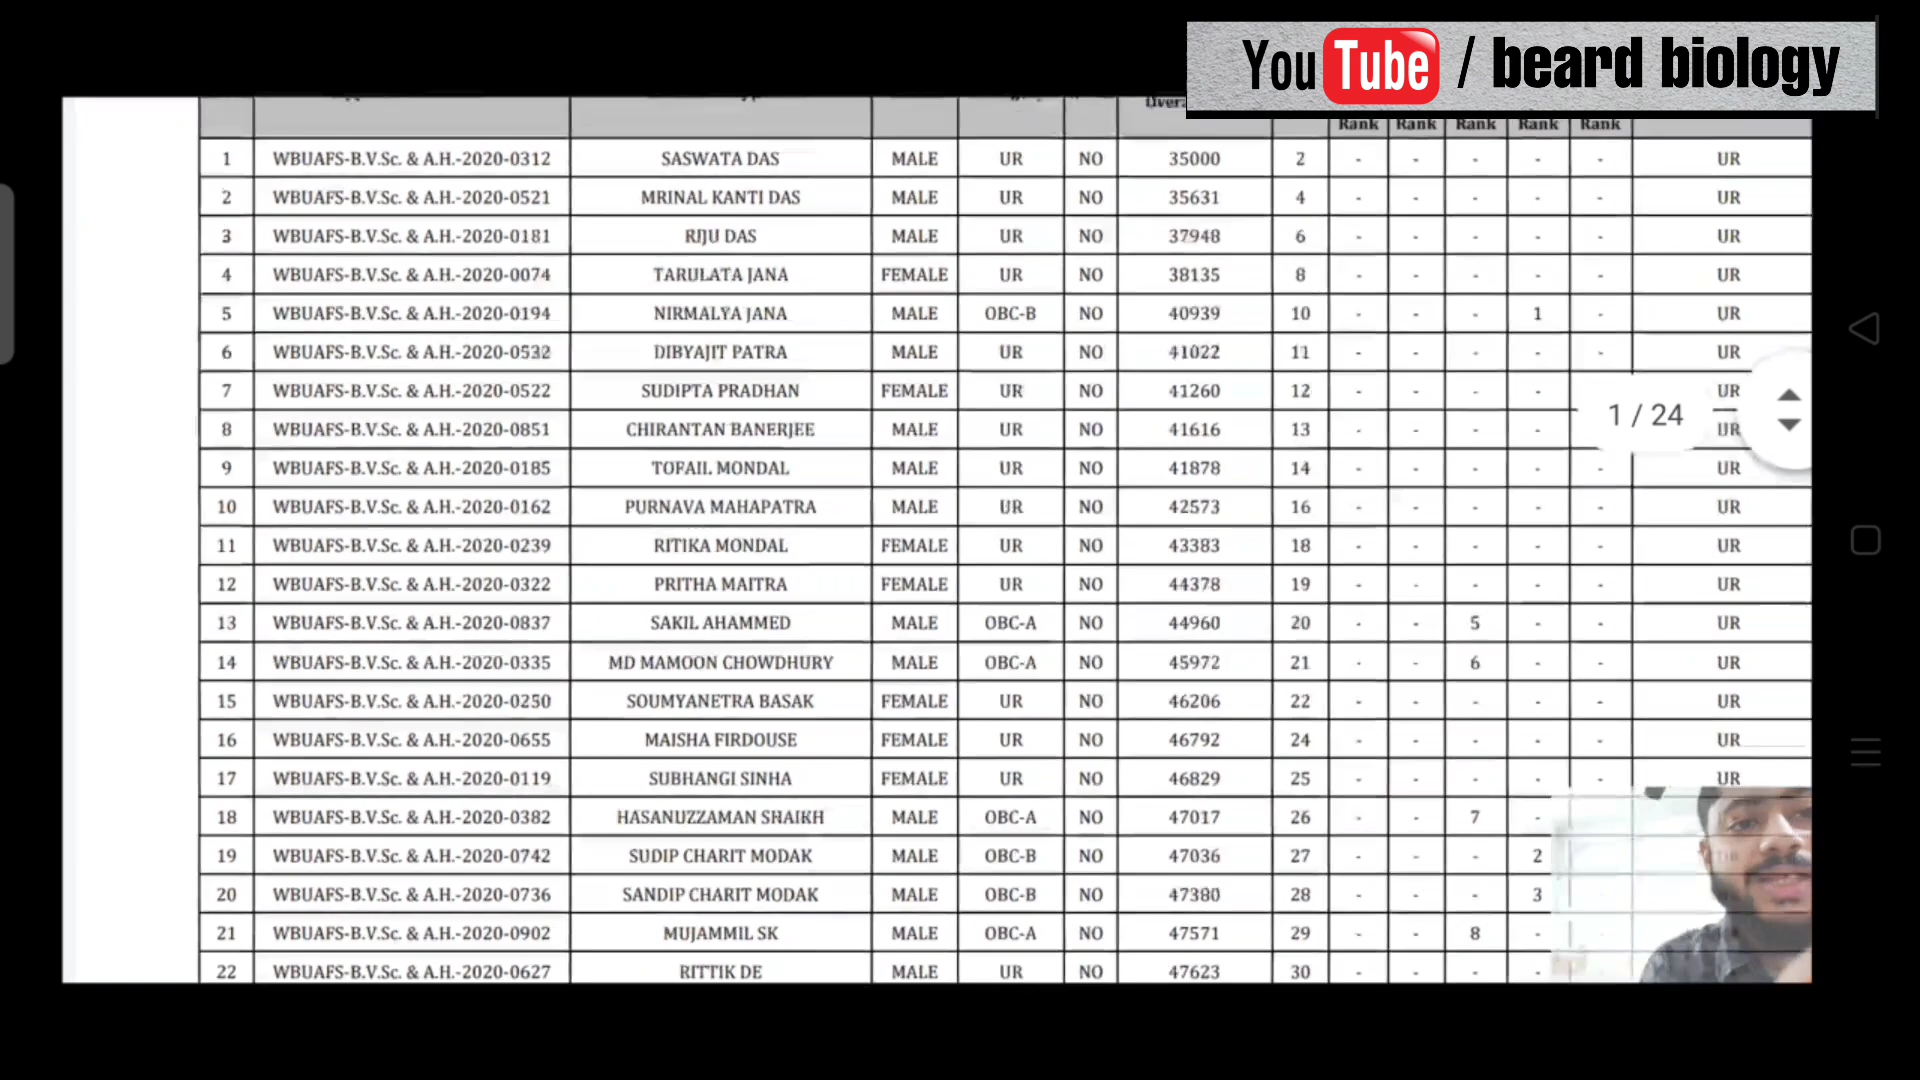 YouTube / beard biology
Rank Rank Rank Rank Rank
1 WBUAFS-B.V.Sc. & A.H.-2020-0312 SASWATA DAS MALE UR NO 35000 2 - - - - - UR
2 WBUAFS-B.V.Sc. & A.H.-2020-0521 MRINAL KANTI DAS MALE UR NO 35631 4 - - - - - UR
3 WBUAFS-B.V.Sc. & A.H.-2020-0181 RIJU DAS MALE UR NO 37948 6 - - - - - UR
4 WBUAFS-B.V.Sc. & A.H.-2020-0074 TARULATA JANA FEMALE UR NO 38135 8 - - - - - UR
5 WBUAFS-B.V.Sc. & A.H.-2020-0194 NIRMALYA JANA MALE OBC-B NO 40939 10 - - - 1 - UR
6 WBUAFS-B.V.Sc. & A.H.-2020-0532 DIBYAJIT PATRA MALE UR NO 41022 11 - - - - - UR
7 WBUAFS-B.V.Sc. & A.H.-2020-0522 SUDIPTA PRADHAN FEMALE UR NO 41260 12 - - - - UR
1 / 24
8 WBUAFS-B.V.Sc. & A.H.-2020-0851 CHIRANTAN BANERJEE MALE UR NO 41616 13 - - - - UR
9 WBUAFS-B.V.Sc. & A.H.-2020-0185 TOFAIL MONDAL MALE UR NO 41878 14 - - - - - UR
10 WBUAFS-B.V.Sc. & A.H.-2020-0162 PURNAVA MAHAPATRA MALE UR NO 42573 16 - - - - - UR
11 WBUAFS-B.V.Sc. & A.H.-2020-0239 RITIKA MONDAL FEMALE UR NO 43383 18 - - - - - UR
12 WBUAFS-B.V.Sc. & A.H.-2020-0322 PRITHA MAITRA FEMALE UR NO 44378 19 - - - - - UR
13 WBUAFS-B.V.Sc. & A.H.-2020-0837 SAKIL AHAMMED MALE OBC-A NO 44960 20 - - 5 - - UR
14 WBUAFS-B.V.Sc. & A.H.-2020-0335 MD MAMOON CHOWDHURY MALE OBC-A NO 45972 21 - - 6 - - UR
15 WBUAFS-B.V.Sc. & A.H.-2020-0250 SOUMYANETRA BASAK FEMALE UR NO 46206 22 - - - - - UR
16 WBUAFS-B.V.Sc. & A.H.-2020-0655 MAISHA FIRDOUSE FEMALE UR NO 46792 24 - - - - - UR
17 WBUAFS-B.V.Sc. & A.H.-2020-0119 SUBHANGI SINHA FEMALE UR NO 46829 25 - - - - - UR
18 WBUAFS-B.V.Sc. & A.H.-2020-0382 HASANUZZAMAN SHAIKH MALE OBC-A NO 47017 26 - - 7 -
19 WBUAFS-B.V.Sc. & A.H.-2020-0742 SUDIP CHARIT MODAK MALE OBC-B NO 47036 27 - - - 2
20 WBUAFS-B.V.Sc. & A.H.-2020-0736 SANDIP CHARIT MODAK MALE OBC-B NO 47380 28 - - - 3
21 WBUAFS-B.V.Sc. & A.H.-2020-0902 MUJAMMIL SK MALE OBC-A NO 47571 29 - - 8 -
22 WBUAFS-B.V.Sc. & A.H.-2020-0627 RITTIK DE MALE UR NO 47623 30 - - - -